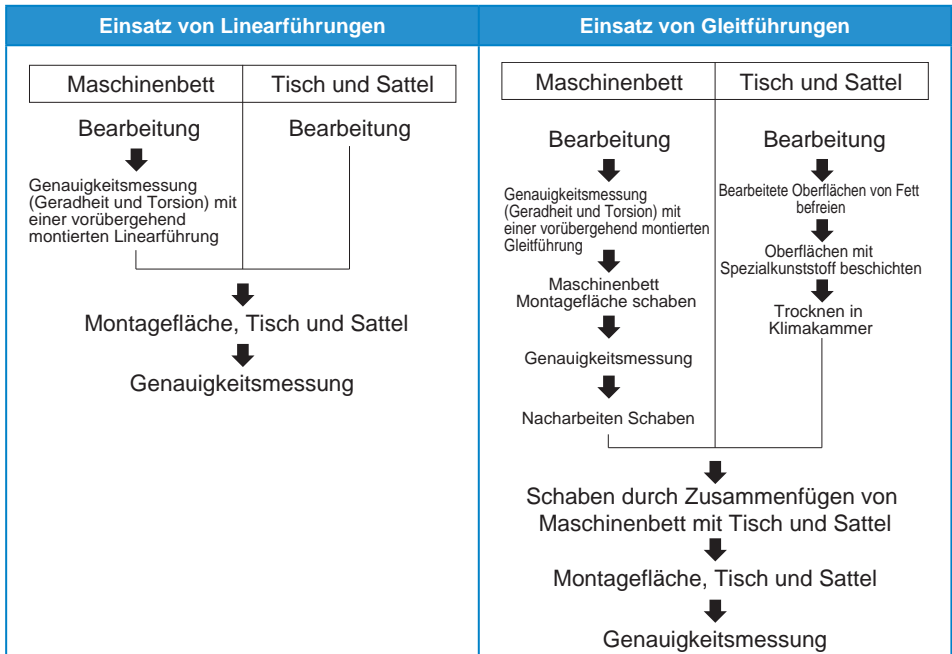 Einsatz von Linearführungen
Maschinenbett
Tisch und Sattel
Bearbeitung
Bearbeitung
Genauigkeitsmessung
(Geradheit und Torsion) mit
einer vorübergehend
montierten Linearführung
Montagefläche, Tisch und Sattel
Genauigkeitsmessung
Einsatz von Gleitführungen
Maschinenbett
Tisch und Sattel
Bearbeitung
Genauigkeitsmessung
(Geradheit und Torsion) mit
einer vorübergehend montierten
Gleitführung
Maschinenbett
Montagefläche schaben
Genauigkeitsmessung
Nacharbeiten Schaben
Bearbeitung
Bearbeitete Oberflächen von Fett
befreien
Oberflächen mit
Spezialkunststoff beschichten
Trocknen in
Klimakammer
Schaben durch Zusammenfügen von
Maschinenbett mit Tisch und Sattel
Montagefläche, Tisch und Sattel
Genauigkeitsmessung